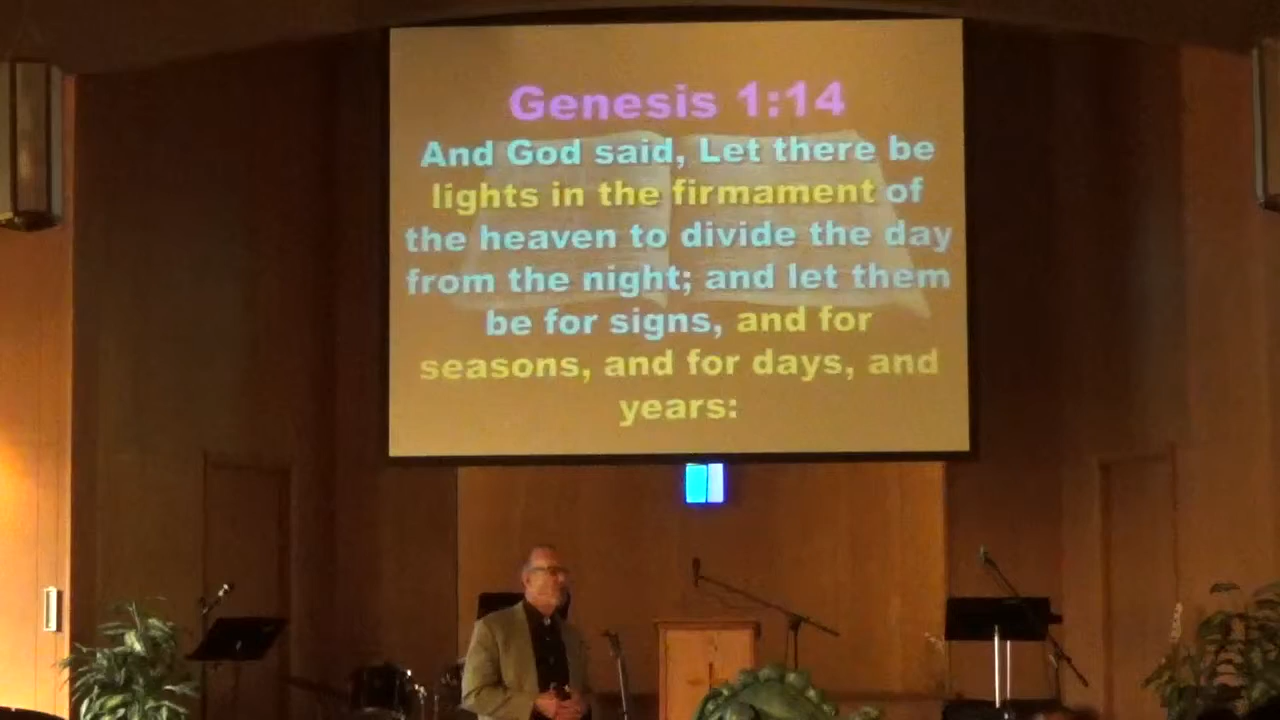 Genesis 1:14
And God said, Let there be
lights in the firmament of
the heaven to divide the day
from the night; and let them
be for signs, and for
seasons, and for days, and
years: